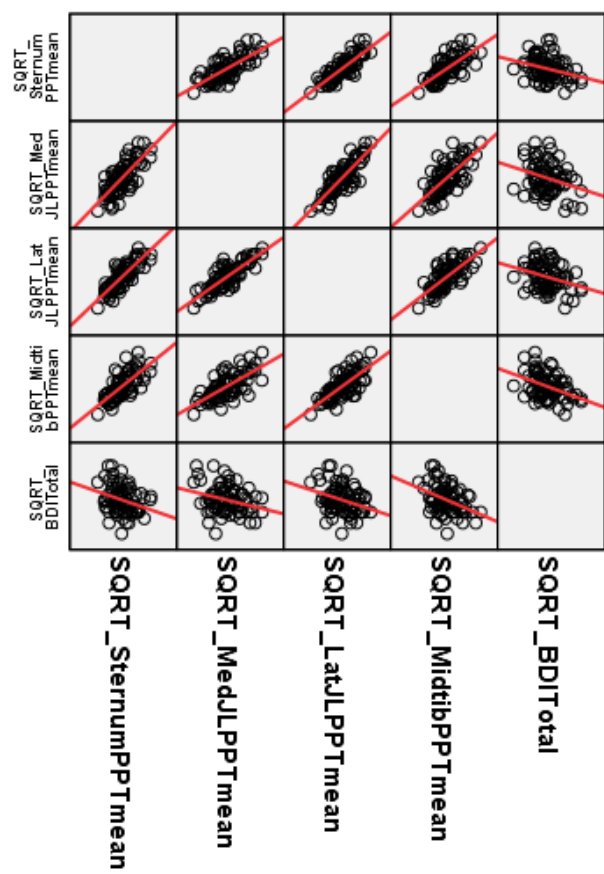 SQRT_
Sternum
PPTmean
SQRT_Med
JLPPTmean
SQRT_Lat
JLPPTmean
SQRT_Midti
bPPTmean
SQRT_
BDITotal
SQRT_SternumPPTmean
SQRT_MedJLPPTmean
SQRT_LatJLPPTmean
SQRT_MidtibPPTmean
SQRT_BDITotal